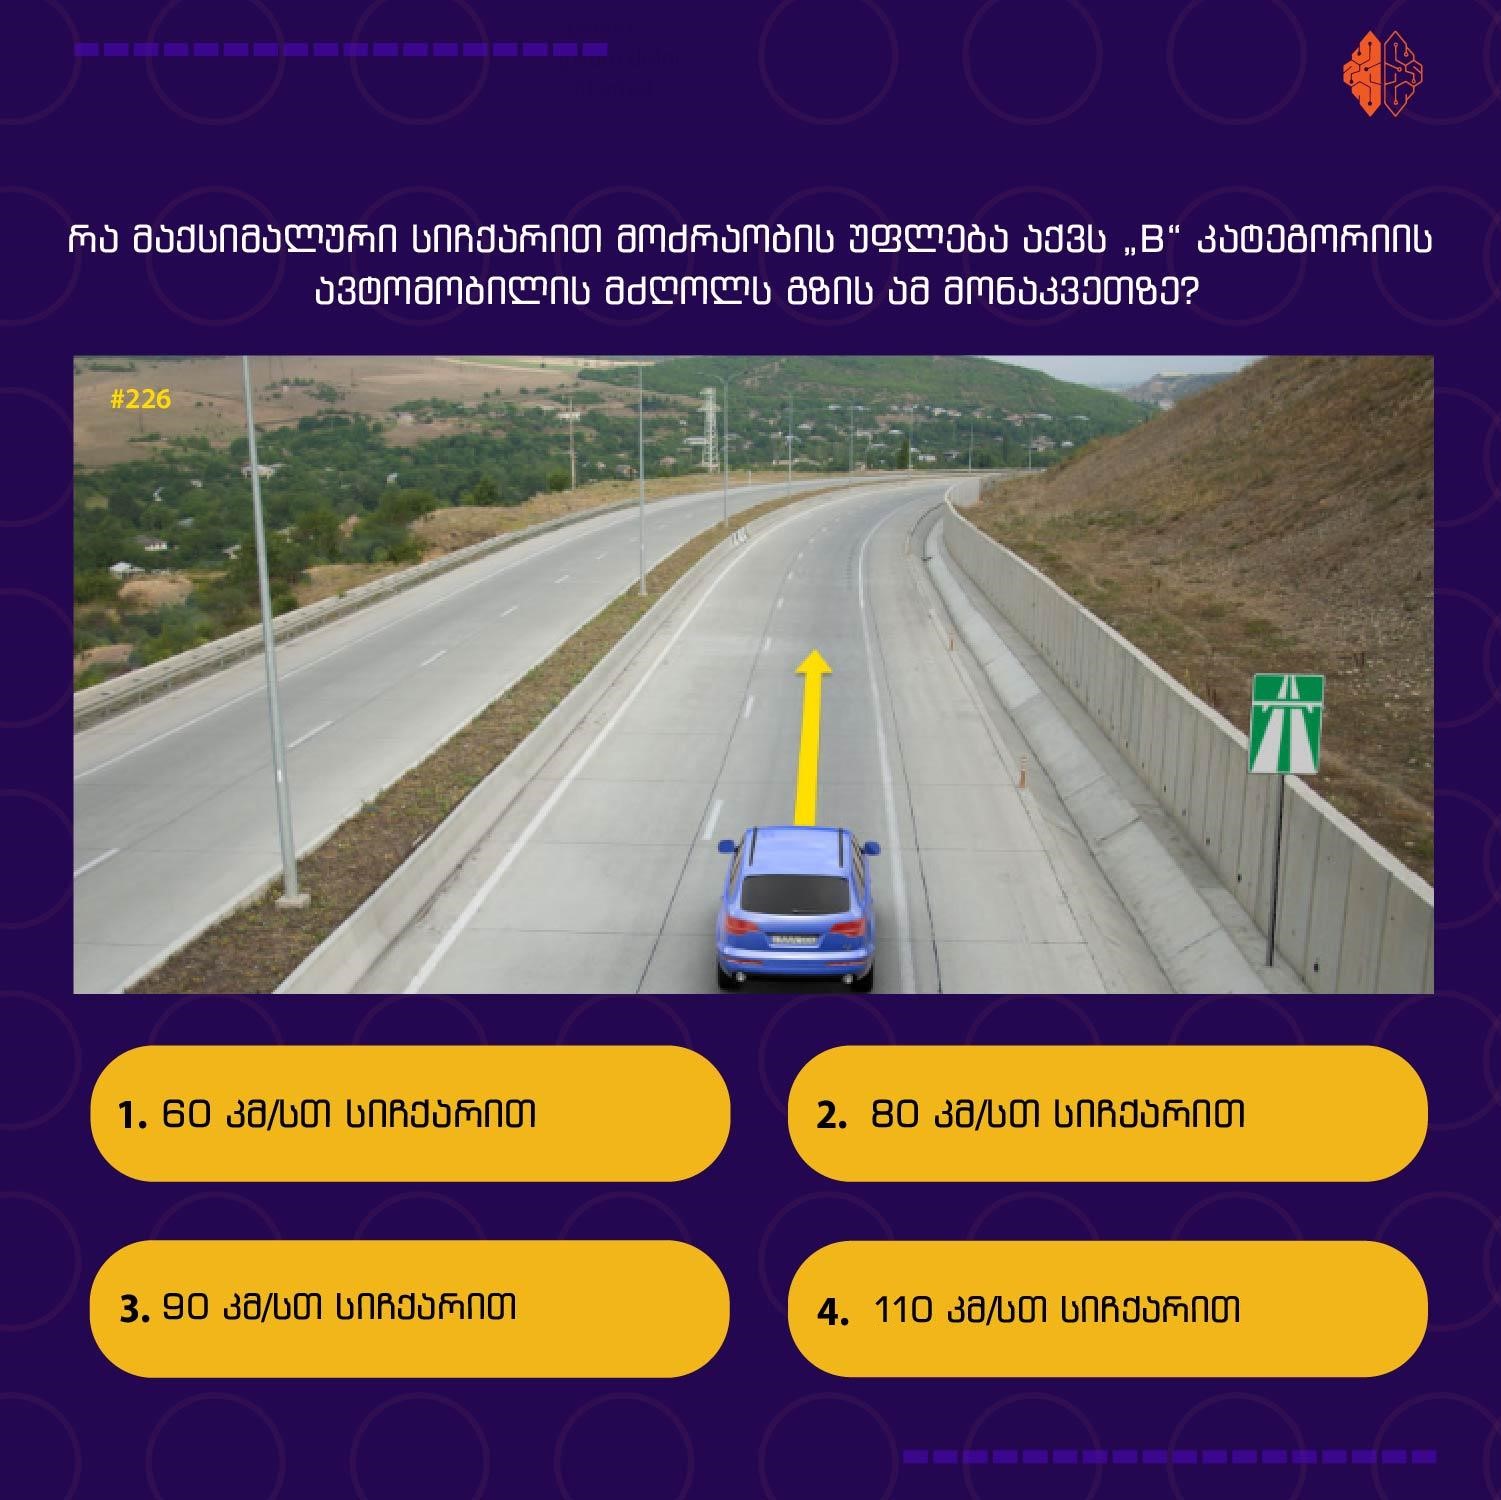 რა მაქსიმალური სიჩქარით მოძრაობის უფლება აქვს „B“ კატეგორიის
ავტომობილის მძღოლს გზის ამ მონაკვეთზე?
#226
1. 60 კმ/სთ სიჩქარით
2. 80 კმ/სთ სიჩქარით
3. 90 კმ/სთ სიჩქარით
4. 110 კმ/სთ სიჩქარით